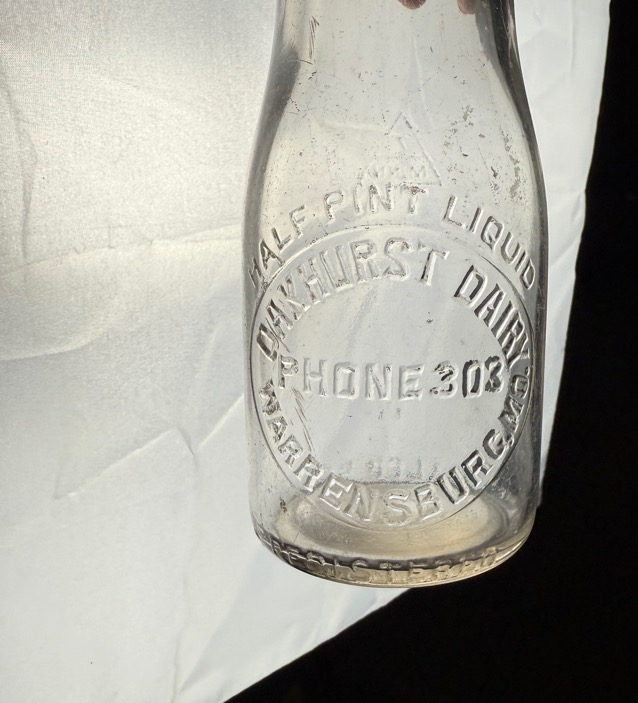 HALF PINT LIQUID
OAKHURST DAIRY
PHONE 303
WARRENSBURG, MO.
REGISTERED